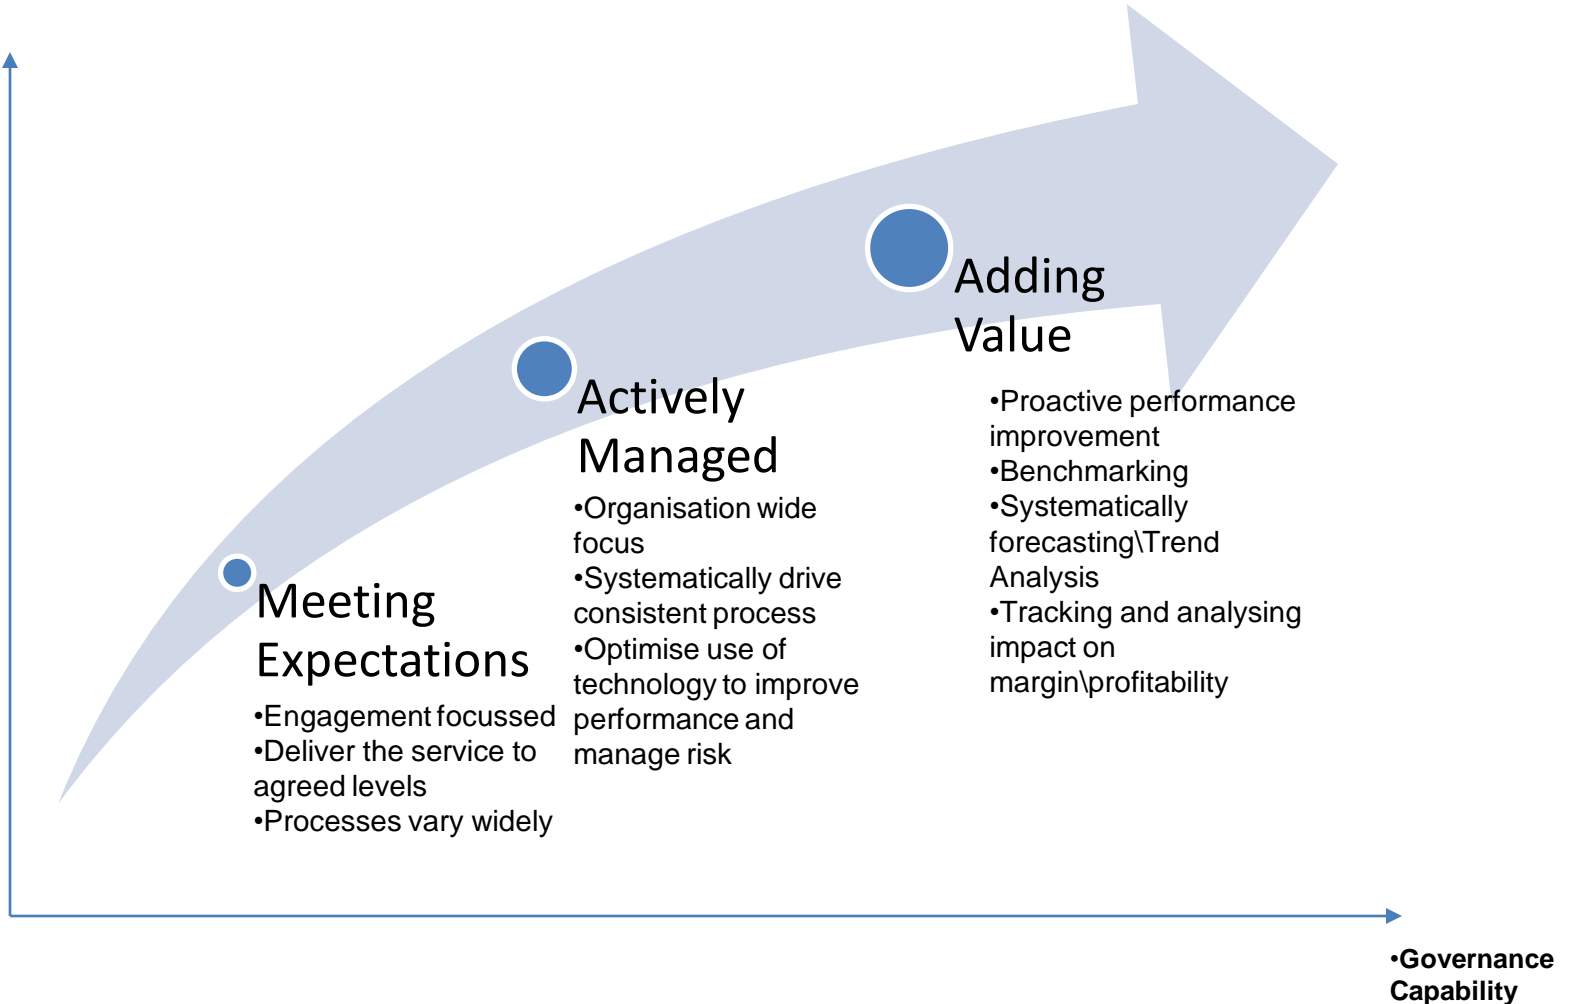 Adding
Value
•Proactive performance
improvement
•Benchmarking
•Systematically
forecasting\Trend
Analysis
•Tracking and analysing
impact on
margin\profitability
Actively
Managed
•Organisation wide
focus
•Systematically drive
consistent process
•Optimise use of
technology to improve
performance and
manage risk
Meeting
Expectations
•Engagement focussed
•Deliver the service to
agreed levels
•Processes vary widely
•Governance
Capability